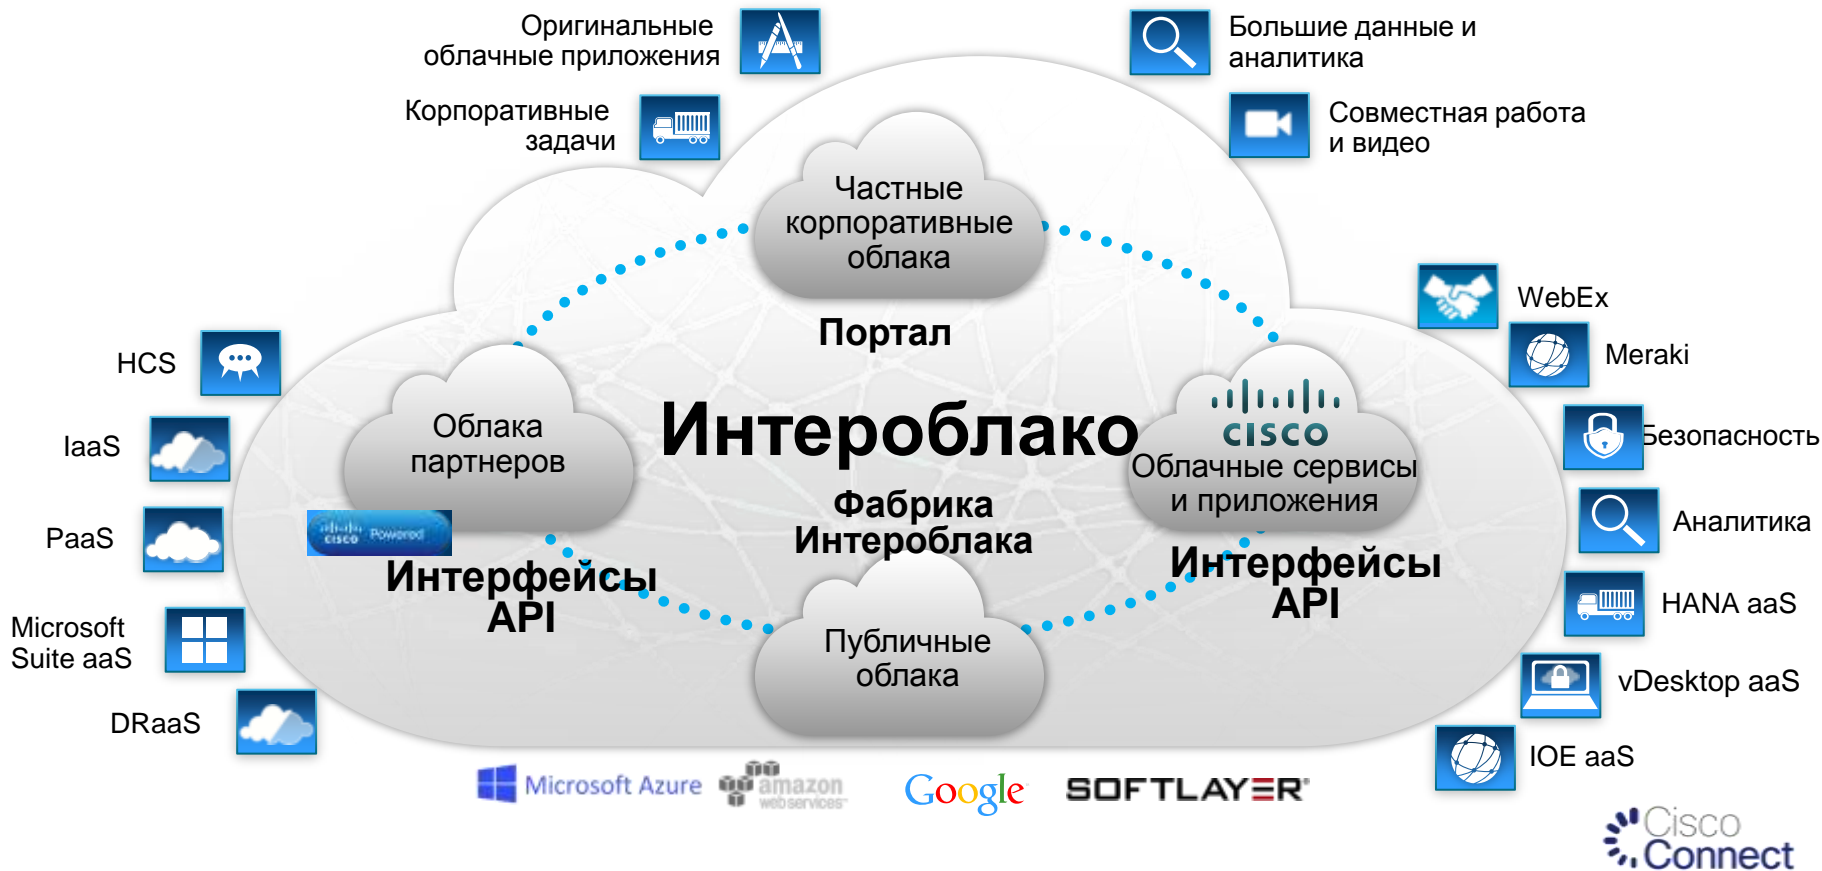 Оригинальные
облачные приложения
Большие данные и
аналитика
Корпоративные
задачи
Совместная работа
и видео
Частные
корпоративные
облака
Портал
WebEx
Meraki
HCS
IaaS
PaaS
Microsoft
Suite aaS
DRaaS
Облака
партнеров
cisco Powered
Интероблако
CISCO
Облачные сервисы
и приложения
Фабрика
Интероблака
Интерфейсы
API
Интерфейсы
API
Публичные
облака
Безопасность
Аналитика
HANA aaS
vDesktop aaS
IOE aaS
Microsoft Azure
amazon
webservices
Google
SOFTLAYER®
Cisco
Connect